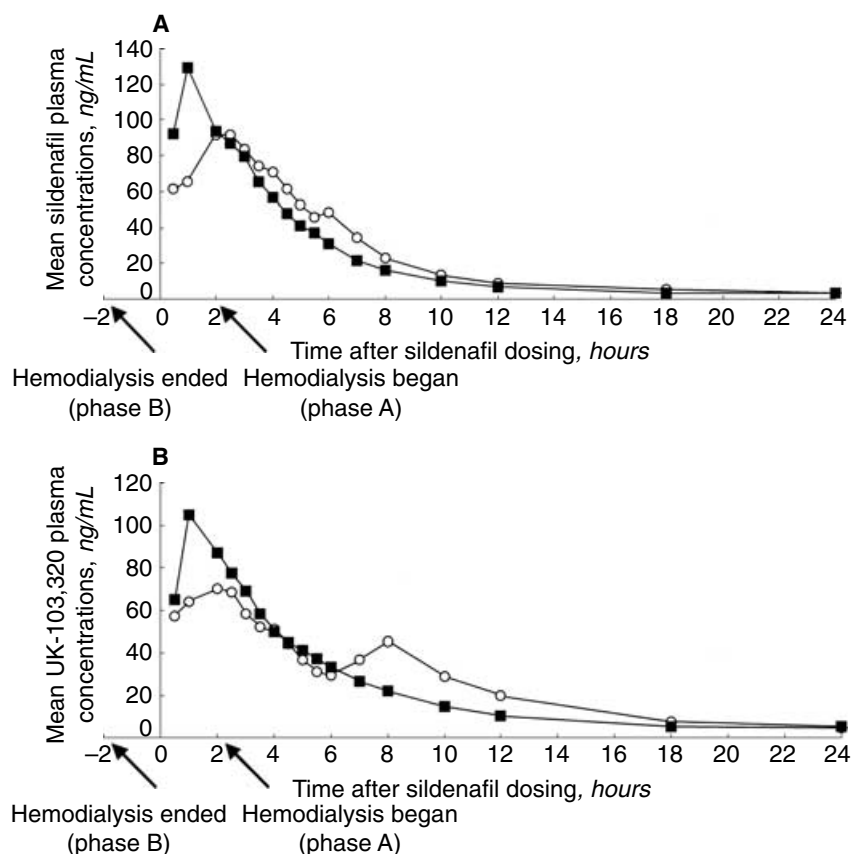 A
Mean sildenafil plasma
concentrations, ng/mL
140
120
100
80
60
40
20
0
–2 0 2 4 6 8 10 12 14 16 18 20 22 24
Time after sildenafil dosing, hours
Hemodialysis ended
(phase B)
Hemodialysis began
(phase A)
B
Mean UK-103,320 plasma
concentrations, ng/mL
120
100
80
60
40
20
0
–2 0 2 4 6 8 10 12 14 16 18 20 22 24
Time after sildenafil dosing, hours
Hemodialysis ended
(phase B)
Hemodialysis began
(phase A)